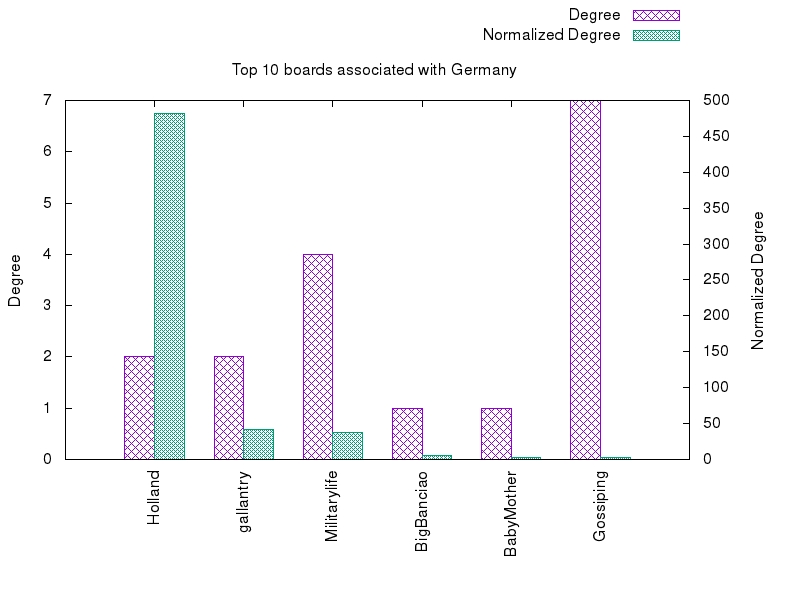 Degree
Normalized Degree
Top 10 boards associated with Germany
7
6
5
4
3
2
1
0
Degree
500
450
400
350
300
250
200
150
100
50
0
Normalized Degree
Holland
gallantry
Militarylife
BigBanciao
BabyMother
Gossiping